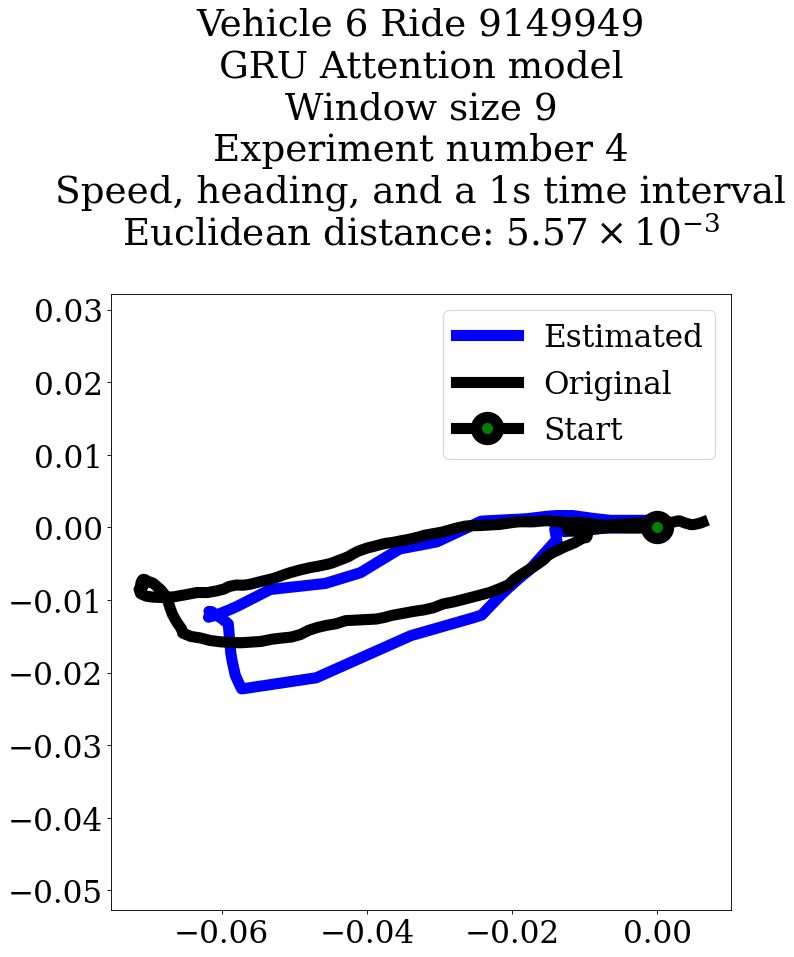 Vehicle 6 Ride 9149949
GRU Attention model
Window size 9
Experiment number 4
Speed, heading, and a 1s time interval
Euclidean distance: 5.57 × 10⁻³
0.03
Estimated
0.02
Original
0.01
Start
0.00
−0.01
−0.02
−0.03
−0.04
−0.05
−0.06 −0.04 −0.02 0.00